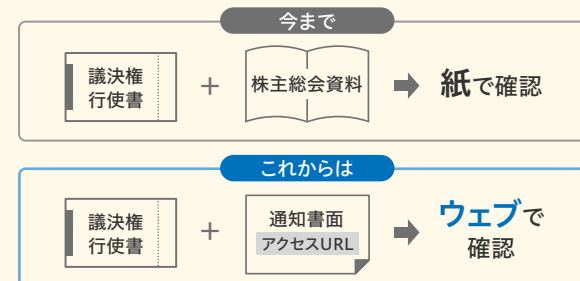 今まで
議決権
行使書
+
株主総会資料
紙で確認
これからは
議決権
行使書
+
通知書面
アクセスURL
ウェブで
確認